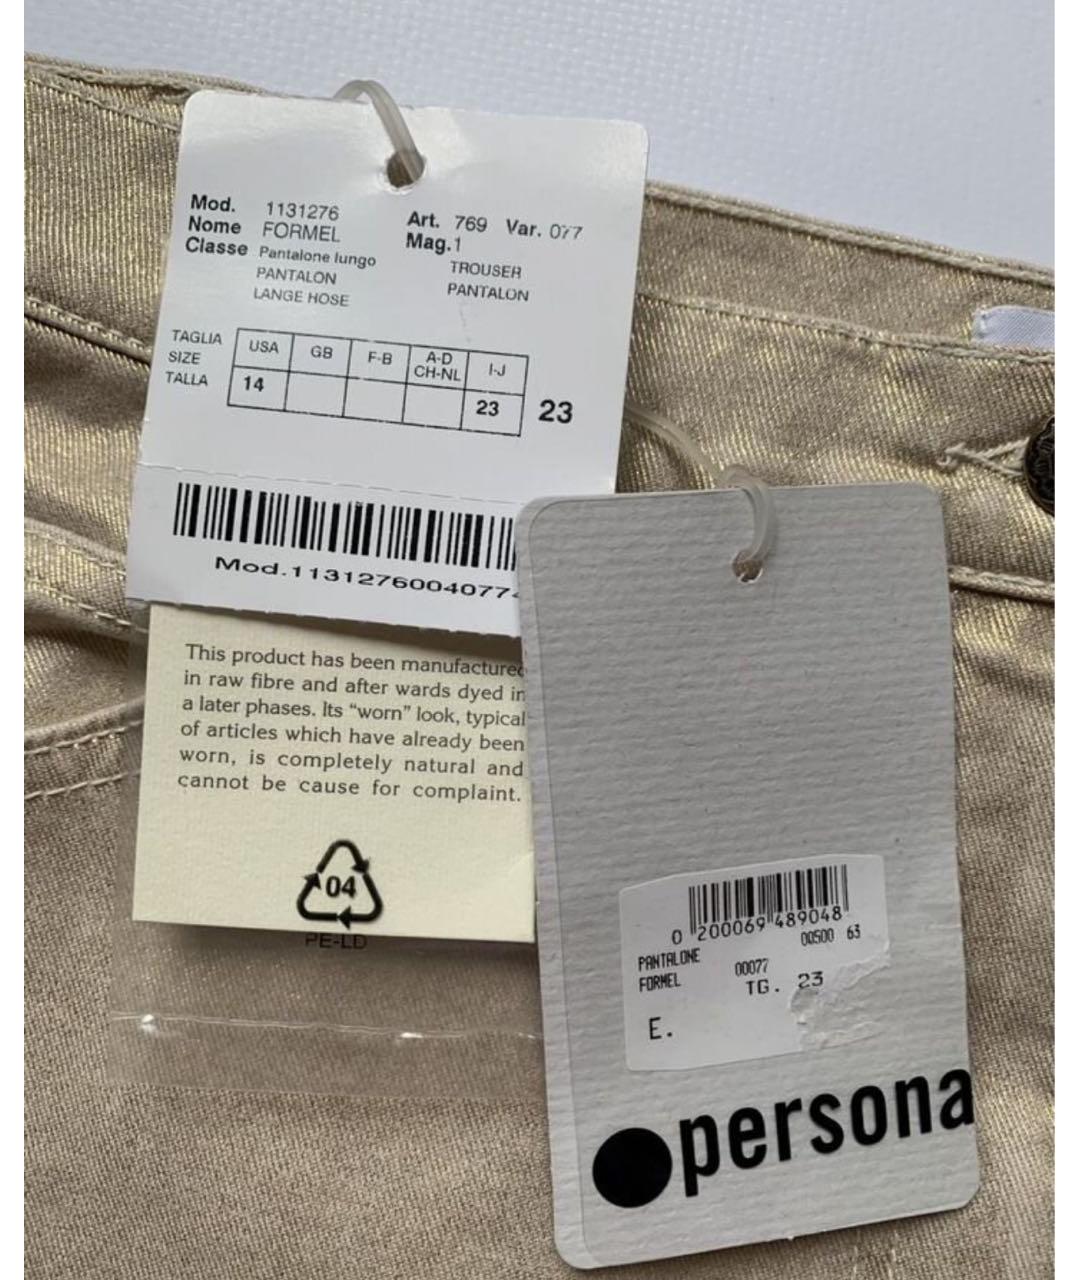 Mod. 1131276 Art. 769 Var. 077
Nome FORMEL Mag.1
Classe Pantalone lungo TROUSER
PANTALON PANTALON
LANGE HOSE
TAGLIA USA GB F-B A-D I-J
SIZE CH-NL
TALLA 14 23 23
Mod.1131276004077
This product has been manufactured
in raw fibre and after wards dyed in
a later phases. Its “worn” look, typical
of articles which have already been
worn, is completely natural and
cannot be cause for complaint.
04
PE-LD
0 200069 489048
00500 63
PANTALONE 00077
FORMEL TG. 23
E.
persona